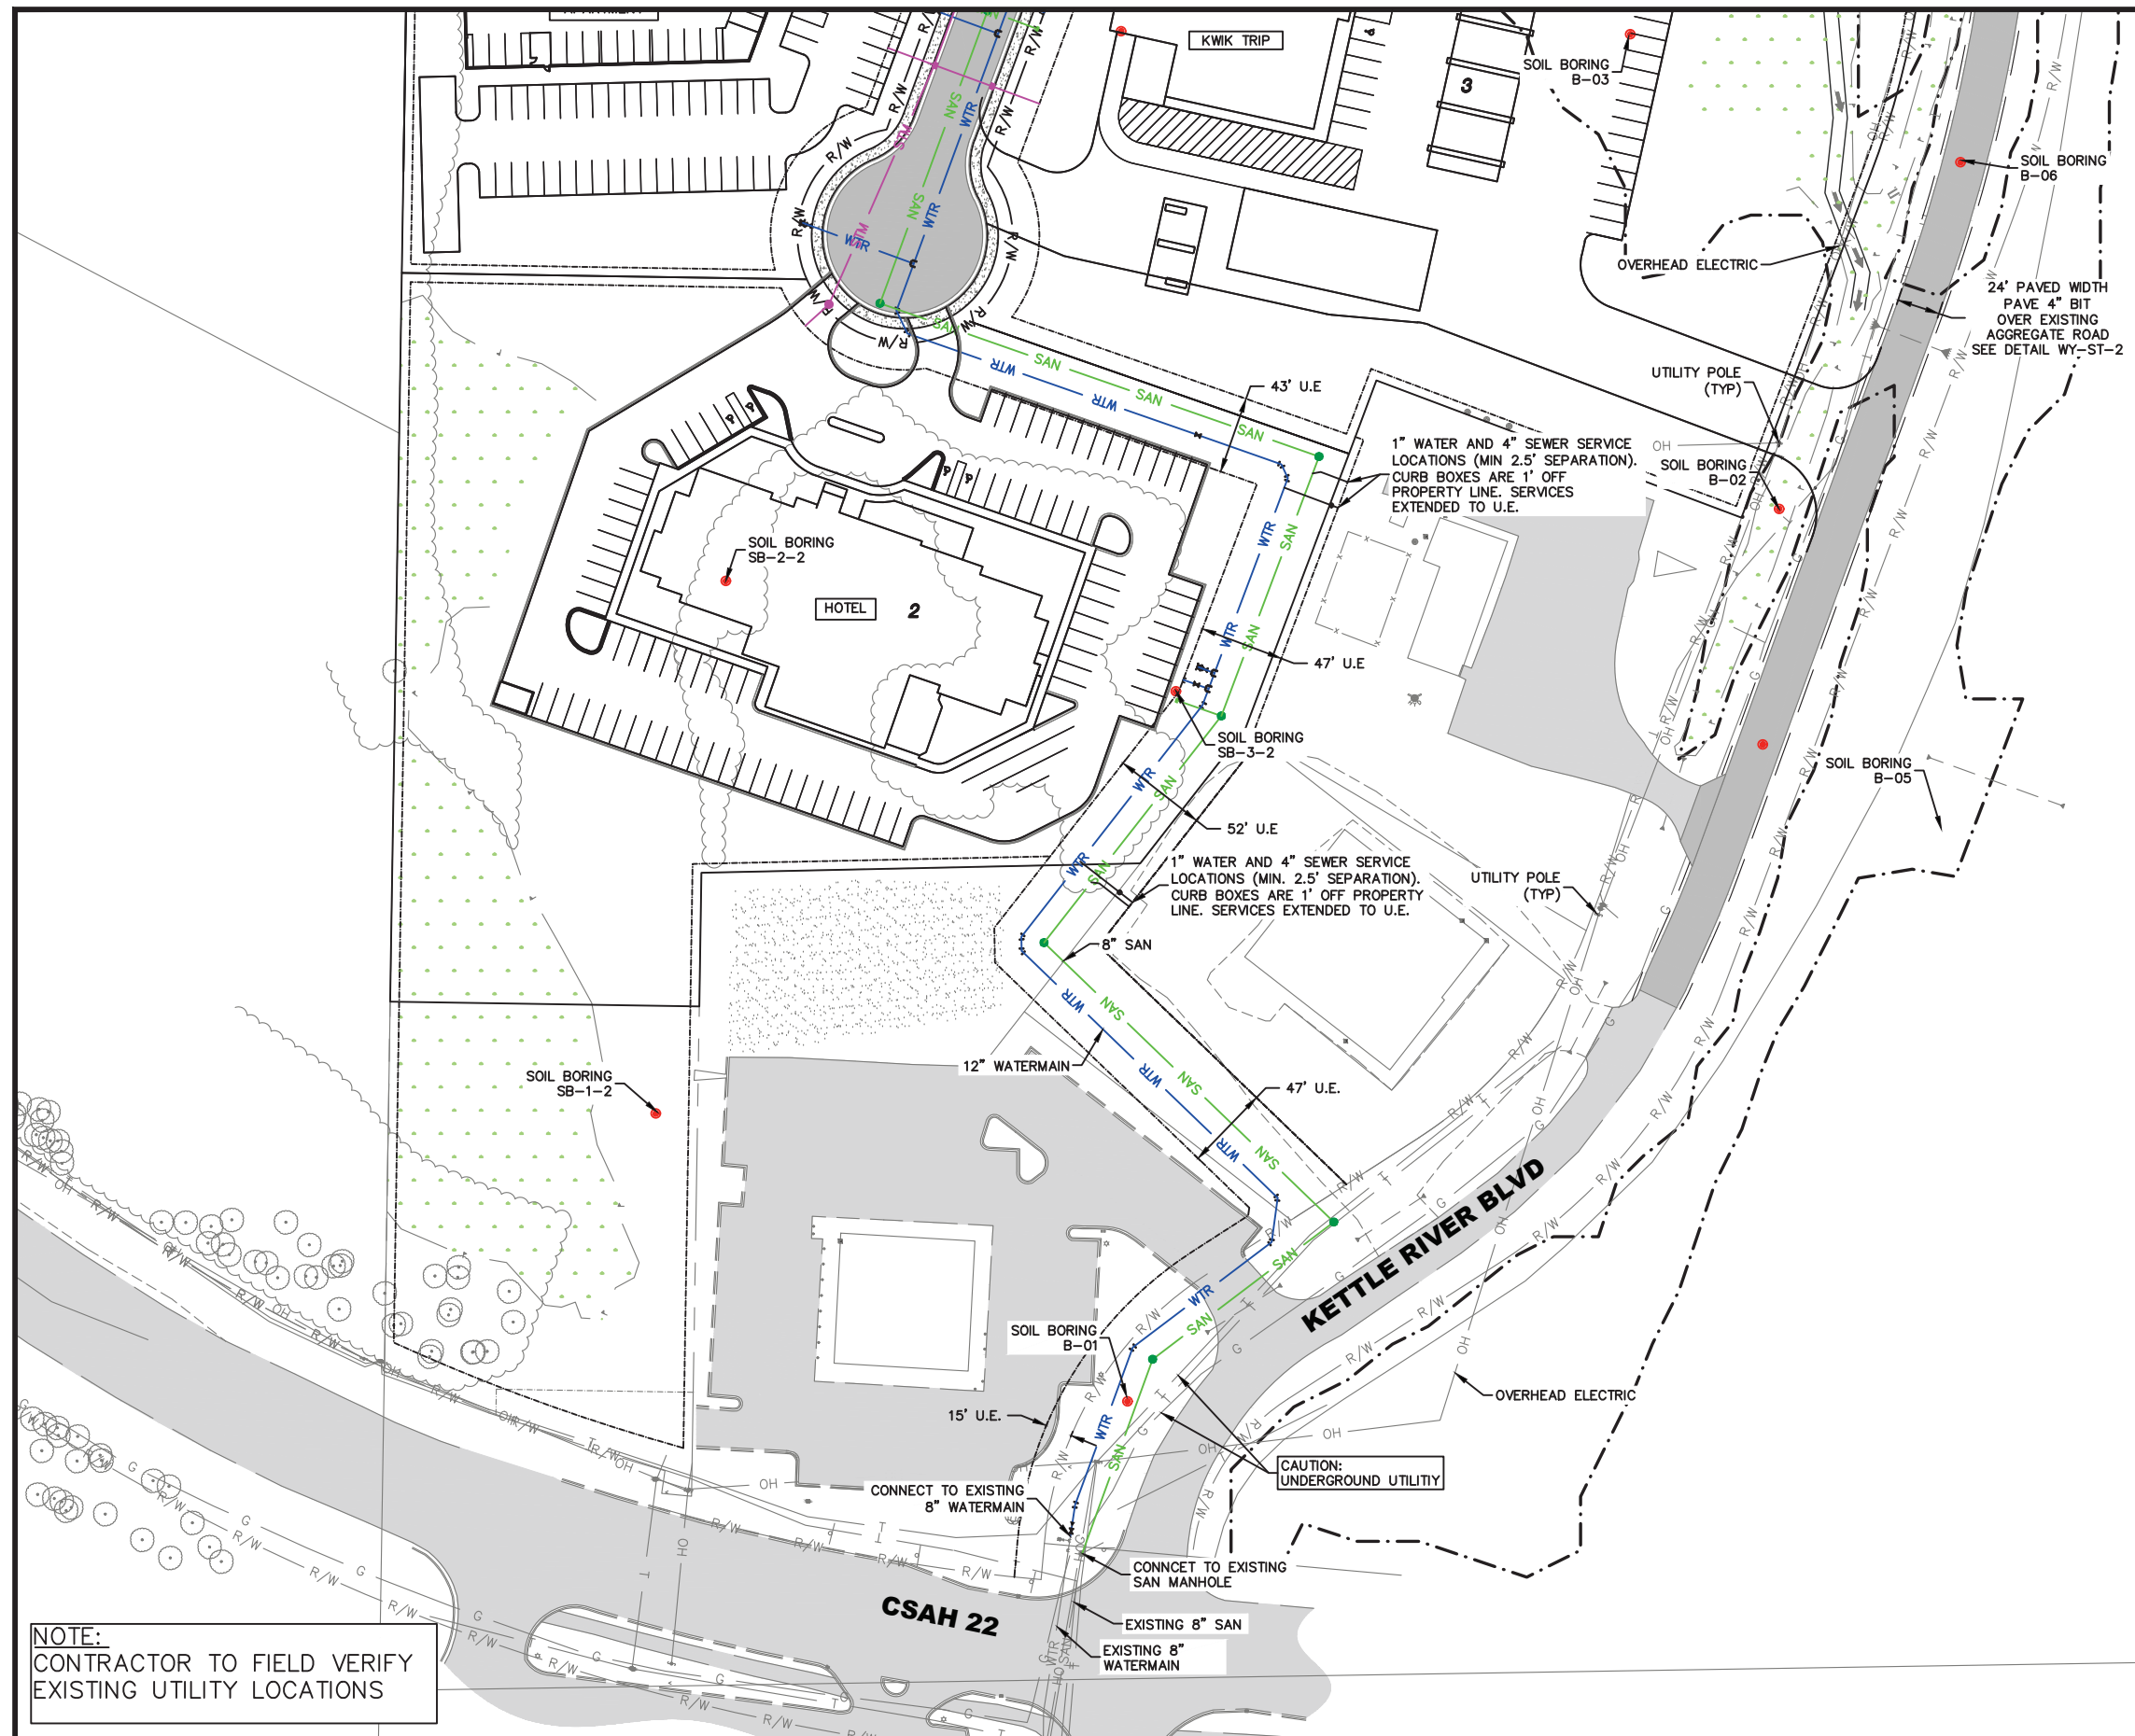 KWIK TRIP
3
SOIL BORING
B-03
SOIL BORING
B-06
OVERHEAD ELECTRIC
24' PAVED WIDTH
PAVE 4" BIT
OVER EXISTING
AGGREGATE ROAD
SEE DETAIL WY-ST-2
UTILITY POLE
(TYP)
43' U.E
1" WATER AND 4" SEWER SERVICE
LOCATIONS (MIN 2.5' SEPARATION).
CURB BOXES ARE 1' OFF
PROPERTY LINE. SERVICES
EXTENDED TO U.E.
SOIL BORING
B-02
SOIL BORING
SB-2-2
HOTEL
2
47' U.E
SOIL BORING
SB-3-2
SOIL BORING
B-05
52' U.E
1" WATER AND 4" SEWER SERVICE
LOCATIONS (MIN. 2.5' SEPARATION).
CURB BOXES ARE 1' OFF PROPERTY
LINE. SERVICES EXTENDED TO U.E.
UTILITY POLE
(TYP)
8" SAN
12" WATERMAIN
47' U.E.
SOIL BORING
SB-1-2
KETTLE RIVER BLVD
SOIL BORING
B-01
15' U.E.
OVERHEAD ELECTRIC
CAUTION:
UNDERGROUND UTILITIY
CONNECT TO EXISTING
8" WATERMAIN
CONNCET TO EXISTING
SAN MANHOLE
CSAH 22
EXISTING 8" SAN
EXISTING 8"
WATERMAIN
NOTE:
CONTRACTOR TO FIELD VERIFY
EXISTING UTILITY LOCATIONS
R/W
SAN
WTR
STM
OH
G
T